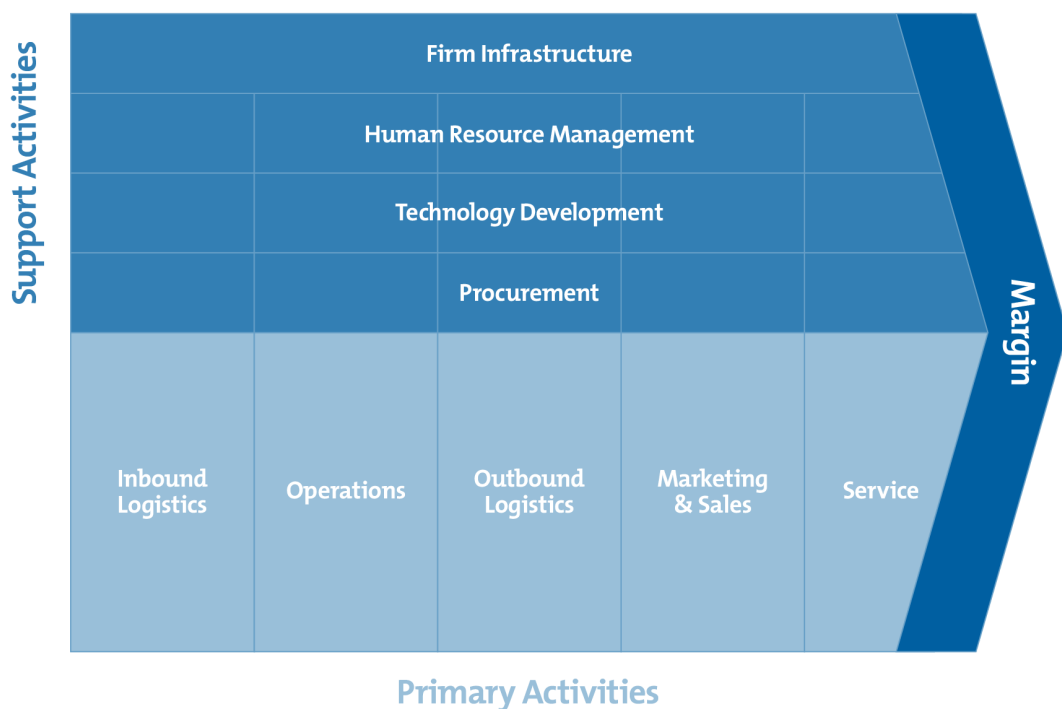 Support Activities
Firm Infrastructure
Human Resource Management
Technology Development
Procurement
Margin
Inbound
Logistics
Operations
Outbound
Logistics
Marketing
& Sales
Service
Primary Activities